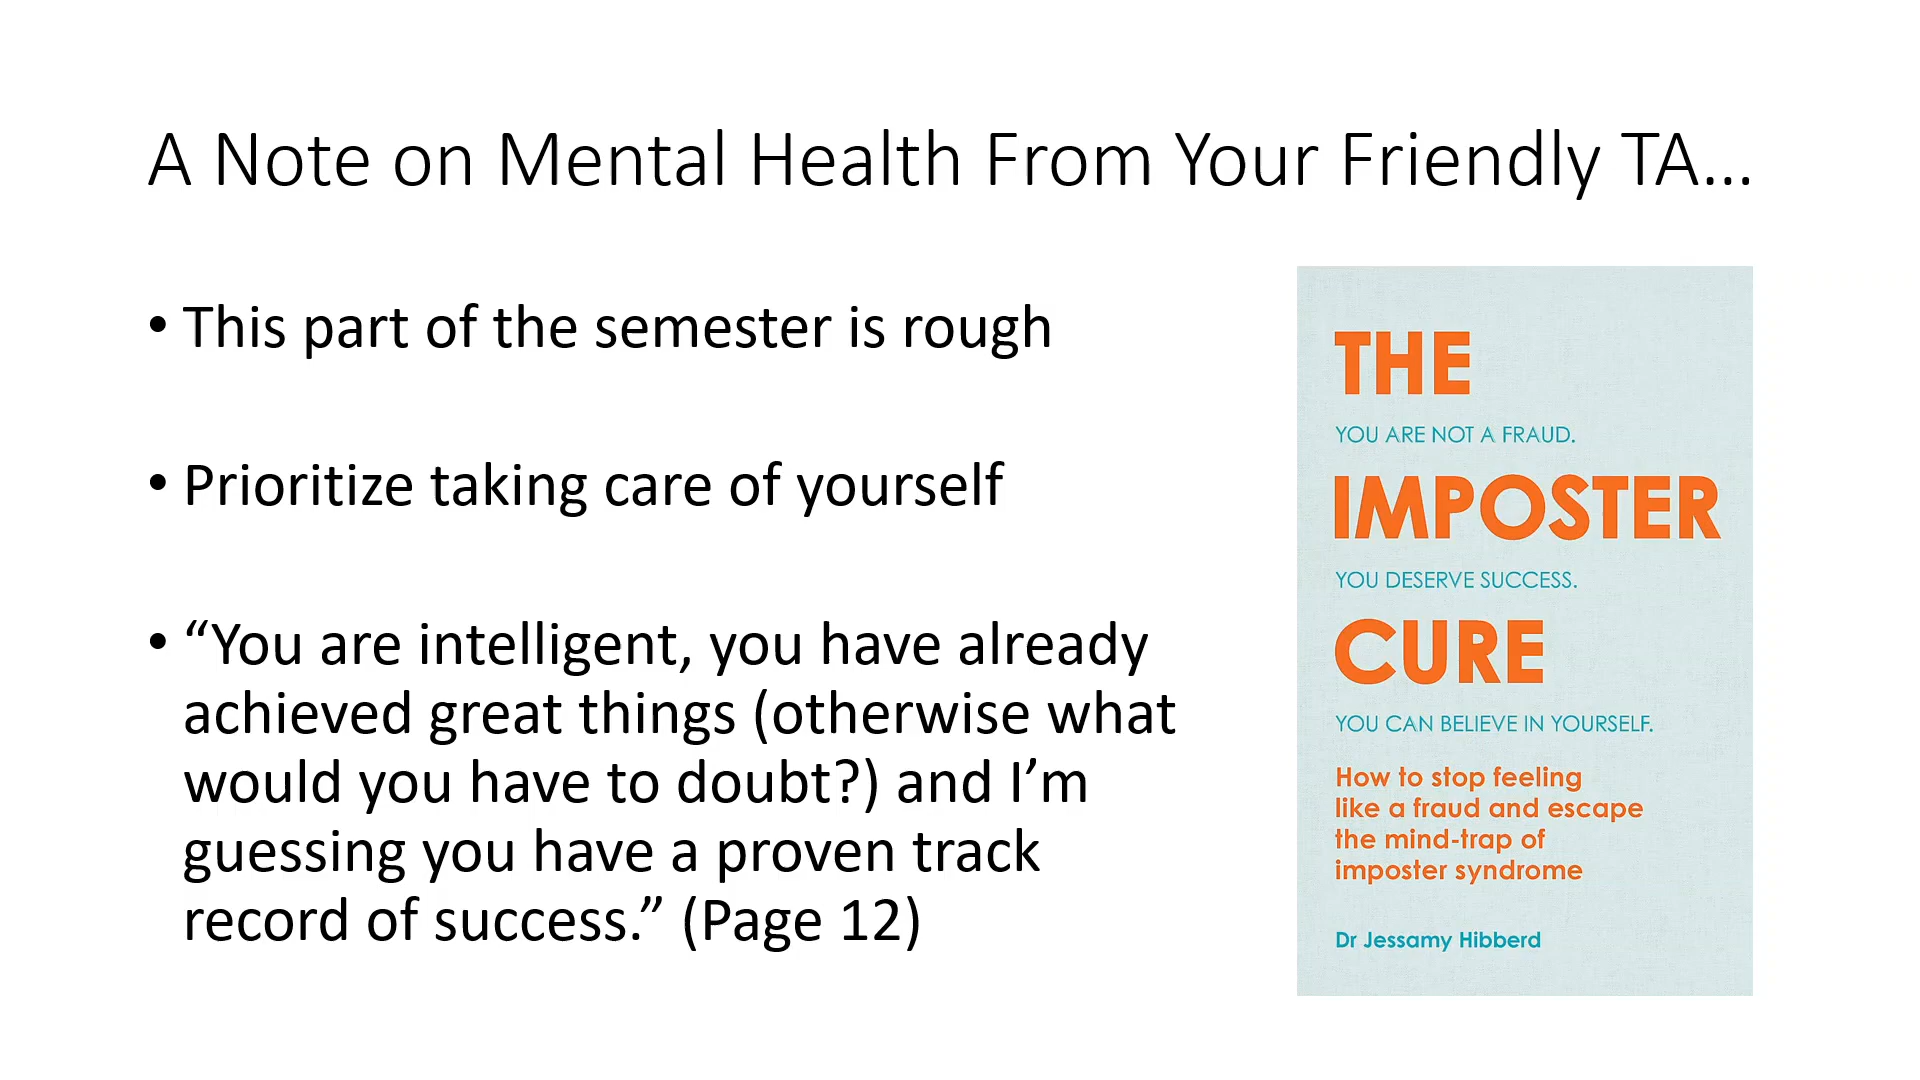 A Note on Mental Health From Your Friendly TA…
• This part of the semester is rough
• Prioritize taking care of yourself
• “You are intelligent, you have already
achieved great things (otherwise what
would you have to doubt?) and I’m
guessing you have a proven track
record of success.” (Page 12)
THE
YOU ARE NOT A FRAUD.
IMPOSTER
YOU DESERVE SUCCESS.
CURE
YOU CAN BELIEVE IN YOURSELF.
How to stop feeling
like a fraud and escape
the mind-trap of
imposter syndrome
Dr Jessamy Hibberd